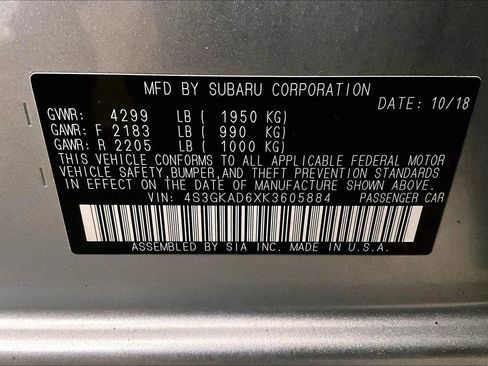 MFD BY SUBARU CORPORATION
DATE: 10/18
GVWR: 4299 LB ( 1950 KG)
GAWR: F 2183 LB ( 990 KG)
GAWR: R 2205 LB ( 1000 KG)
THIS VEHICLE CONFORMS TO ALL APPLICABLE FEDERAL MOTOR
VEHICLE SAFETY,BUMPER,AND THEFT PREVENTION STANDARDS
IN EFFECT ON THE DATE OF MANUFACTURE SHOWN ABOVE.
VIN: 4S3GKAD6XK3605884 PASSENGER CAR
ASSEMBLED BY SIA INC. MADE IN U.S.A.